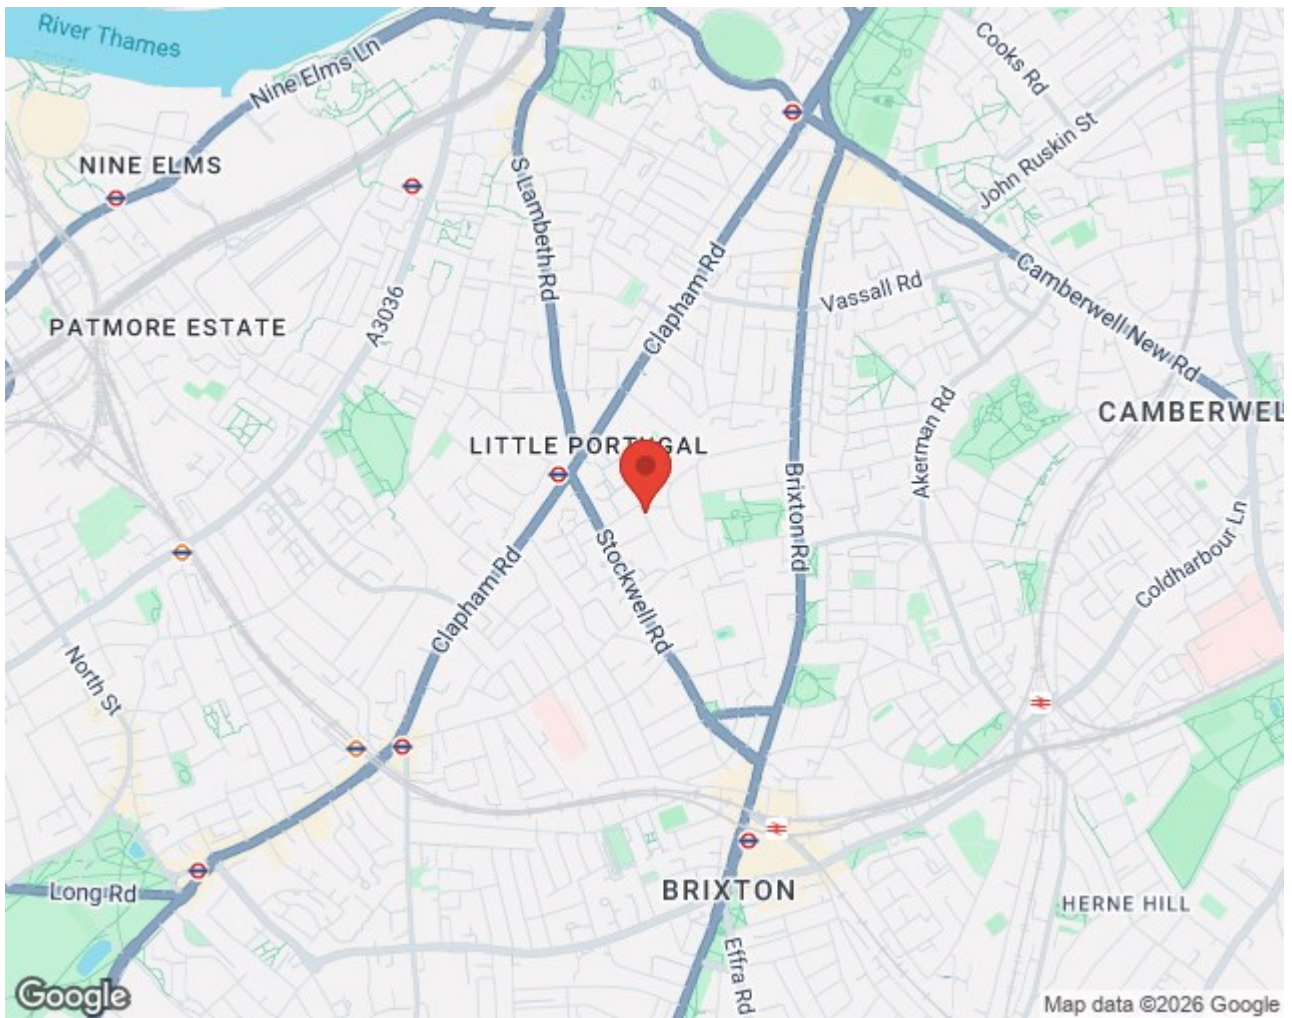 River Thames
Nine Elms Ln
Cooks Rd
John Ruskin St
NINE ELMS
S Lambeth Rd
Clapham Rd
Vassall Rd
Camberwell New Rd
A3036
PATMORE ESTATE
CAMBERWEL
Akerman Rd
LITTLE PORTUGAL
Brixton Rd
Stockwell Rd
Coldharbour Ln
Clapham Rd
North St
Long Rd
BRIXTON
HERNE HILL
Effra Rd
Google
Map data ©2026 Google